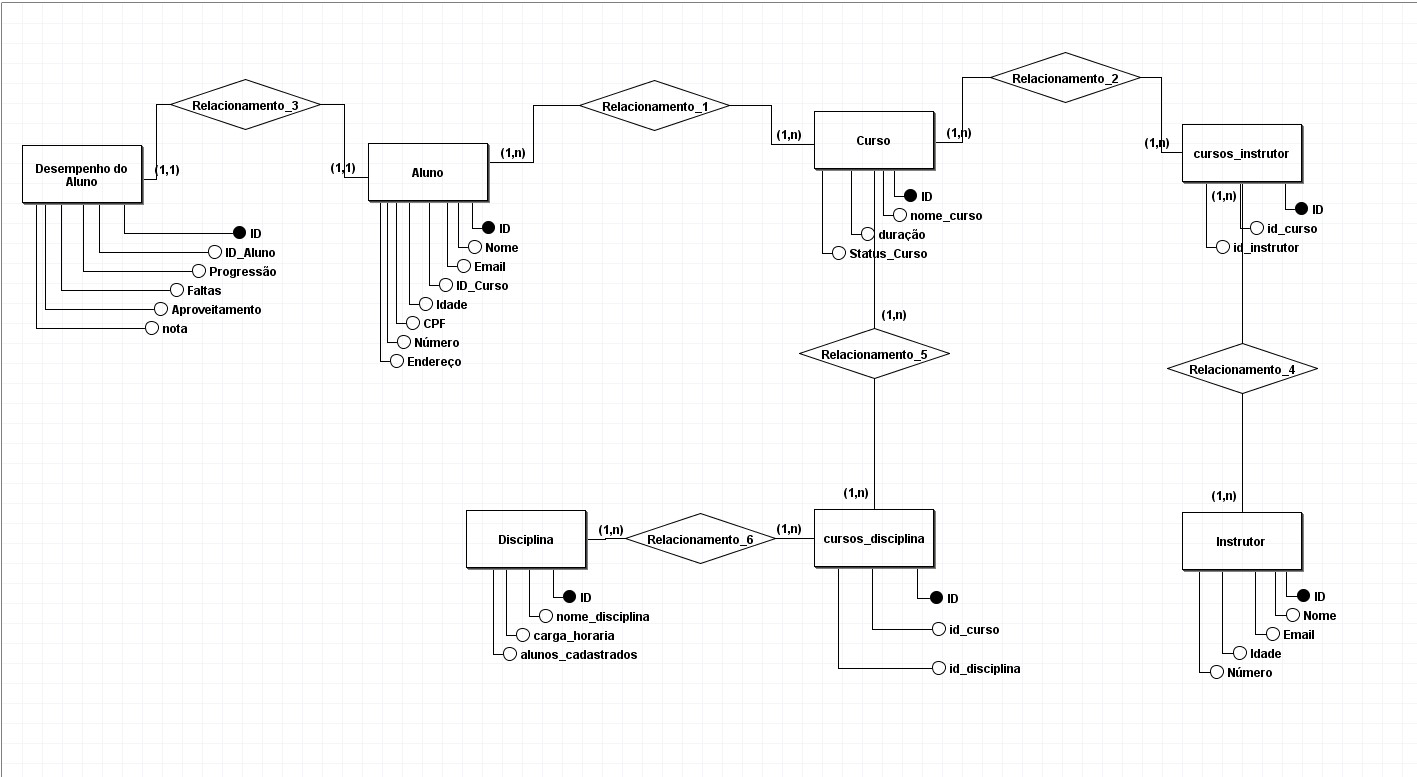 Relacionamento_3
Relacionamento_1
Relacionamento_2
Desempenho do
Aluno
(1,1)
(1,1)
Aluno
(1,n)
(1,n)
Curso
(1,n)
(1,n)
cursos_instrutor
ID
ID_Aluno
Progressão
Faltas
Aproveitamento
nota
ID
Nome
Email
ID_Curso
Idade
CPF
Número
Endereço
ID
nome_curso
duração
Status_Curso
(1,n)
ID
id_curso
id_instrutor
(1,n)
Relacionamento_5
Relacionamento_4
(1,n)
(1,n)
Disciplina
(1,n)
Relacionamento_6
(1,n)
cursos_disciplina
Instrutor
ID
nome_disciplina
carga_horaria
alunos_cadastrados
ID
id_curso
id_disciplina
ID
Nome
Email
Idade
Número